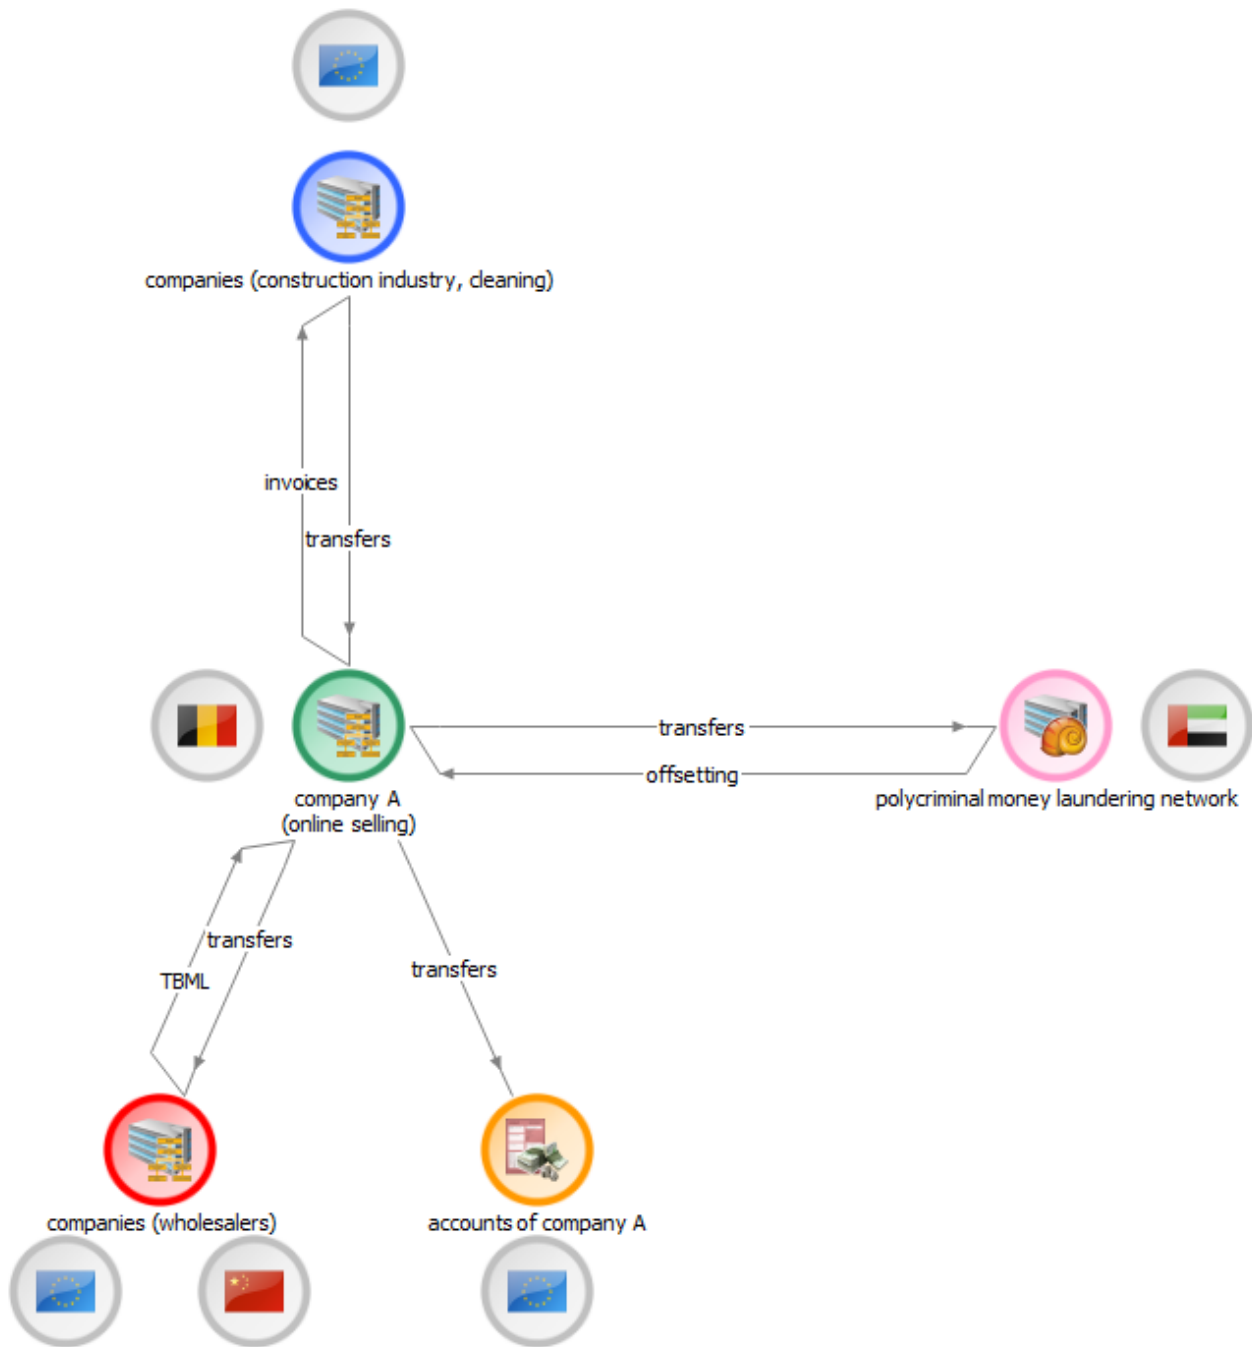 companies (construction industry, cleaning)
invoices
transfers
transfers
offsetting
company A
(online selling)
polycriminal money laundering network
transfers
TBML
transfers
companies (wholesalers)
accounts of company A